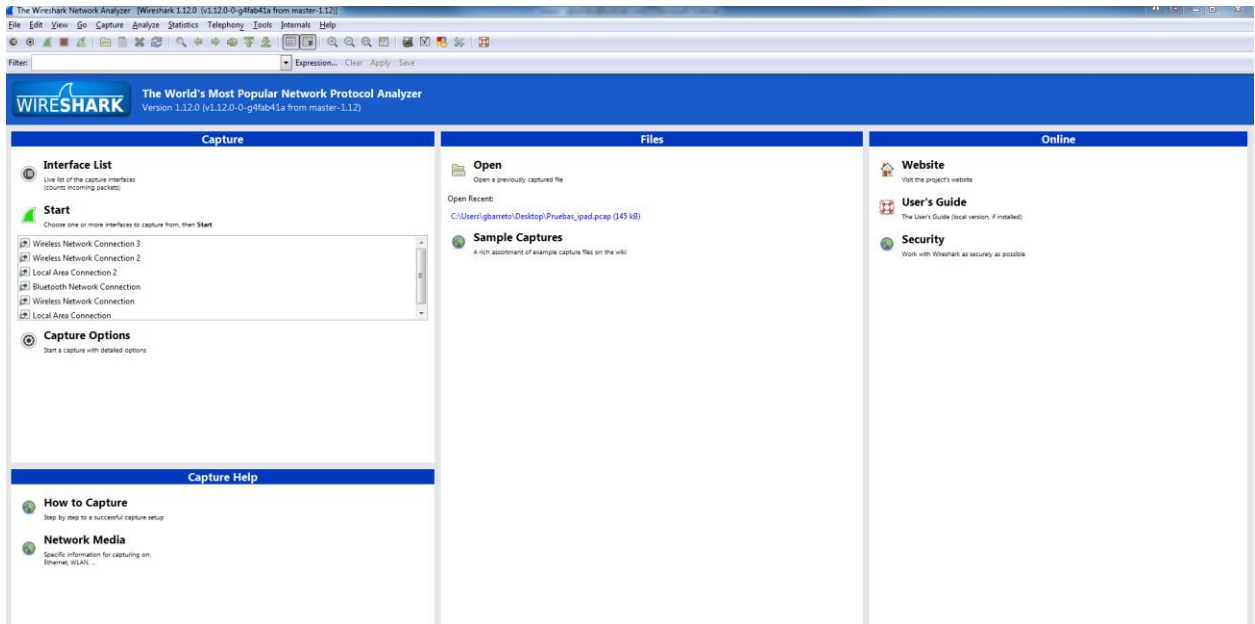 The Wireshark Network Analyzer [Wireshark 1.12.0 (v1.12.0-0-g4fab41a from master-1.12)]
File Edit View Go Capture Analyze Statistics Telephony Tools Internals Help
Filter: Expression... Clear Apply Save
WIRESHARK
The World's Most Popular Network Protocol Analyzer
Version 1.12.0 (v1.12.0-0-g4fab41a from master-1.12)
Capture
Interface List
Live list of the capture interfaces
(counts incoming packets)
Start
Choose one or more interfaces to capture from, then Start
Wireless Network Connection 3
Wireless Network Connection 2
Local Area Connection 2
Bluetooth Network Connection
Wireless Network Connection
Local Area Connection
Capture Options
Start a capture with detailed options
Capture Help
How to Capture
Step by step to a successful capture setup
Network Media
Specific information for capturing on:
Ethernet, WLAN, ...
Files
Open
Open a previously captured file
Open Recent:
C:\Users\gbarreto\Desktop\Pruebas_ipad.pcap (145 kB)
Sample Captures
A rich assortment of example capture files on the wiki
Online
Website
Visit the project's website
User's Guide
The User's Guide (local version, if installed)
Security
Work with Wireshark as securely as possible